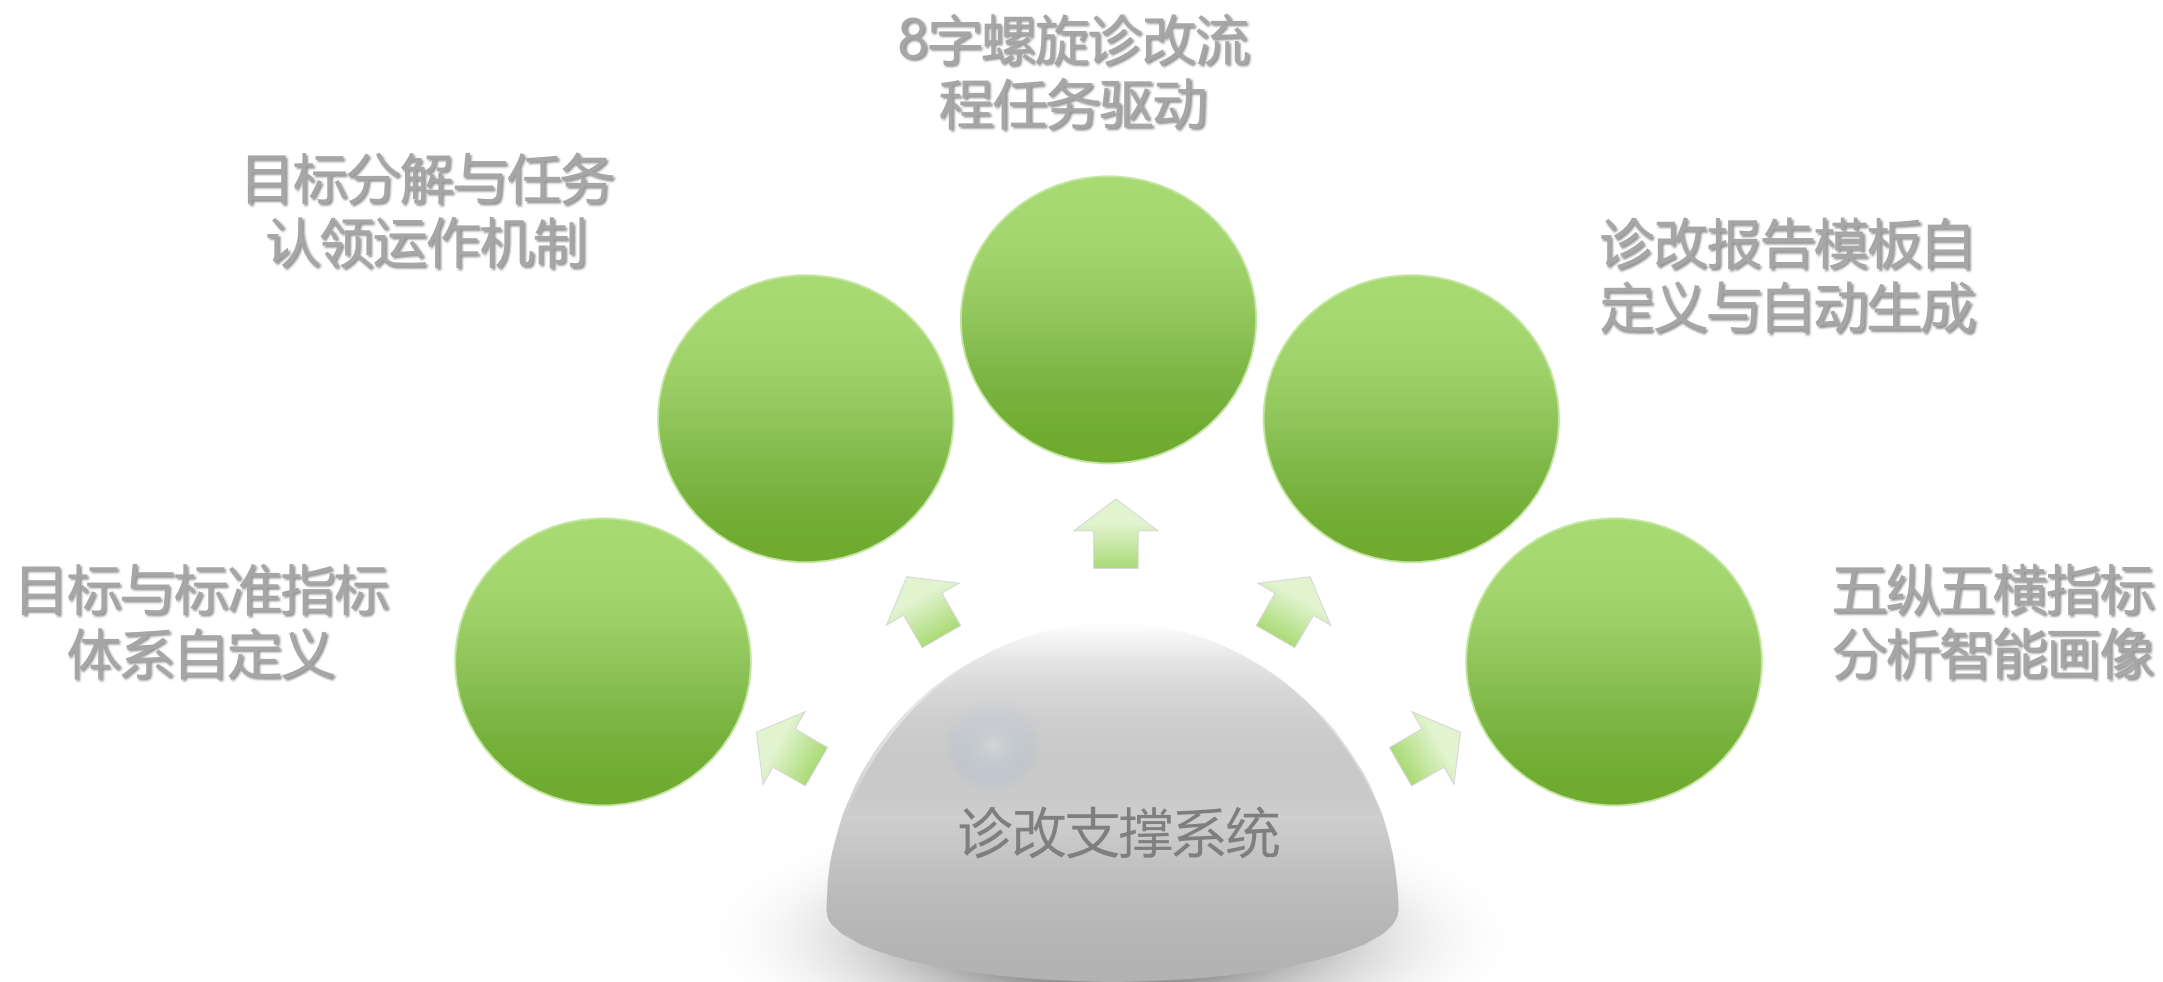 8字螺旋诊改流
程任务驱动
目标分解与任务
认领运作机制
诊改报告模板自
定义与自动生成
目标与标准指标
体系自定义
五纵五横指标
分析智能画像
诊改支撑系统